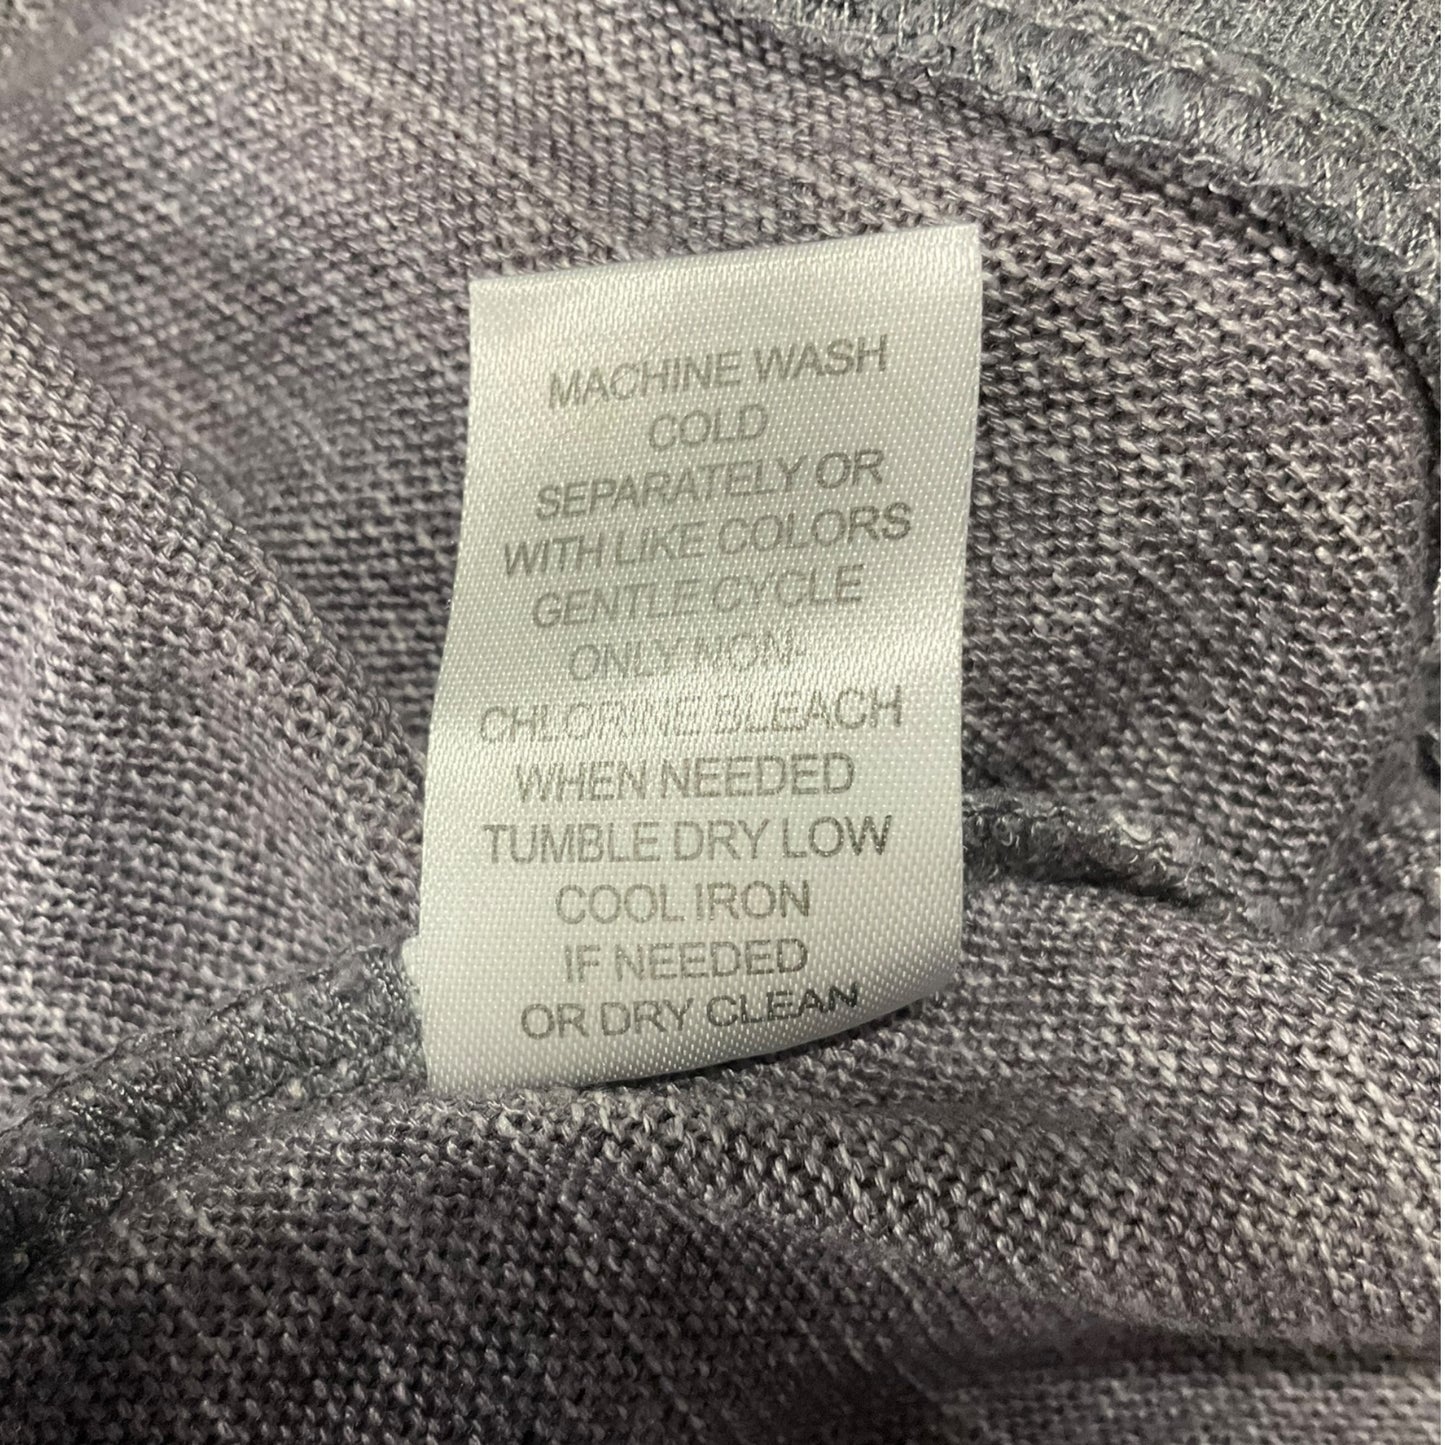 MACHINE WASH
COLD
SEPARATELY OR
WITH LIKE COLORS
GENTLE CYCLE
ONLY NON-
CHLORINE BLEACH
WHEN NEEDED
TUMBLE DRY LOW
COOL IRON
IF NEEDED
OR DRY CLEAN